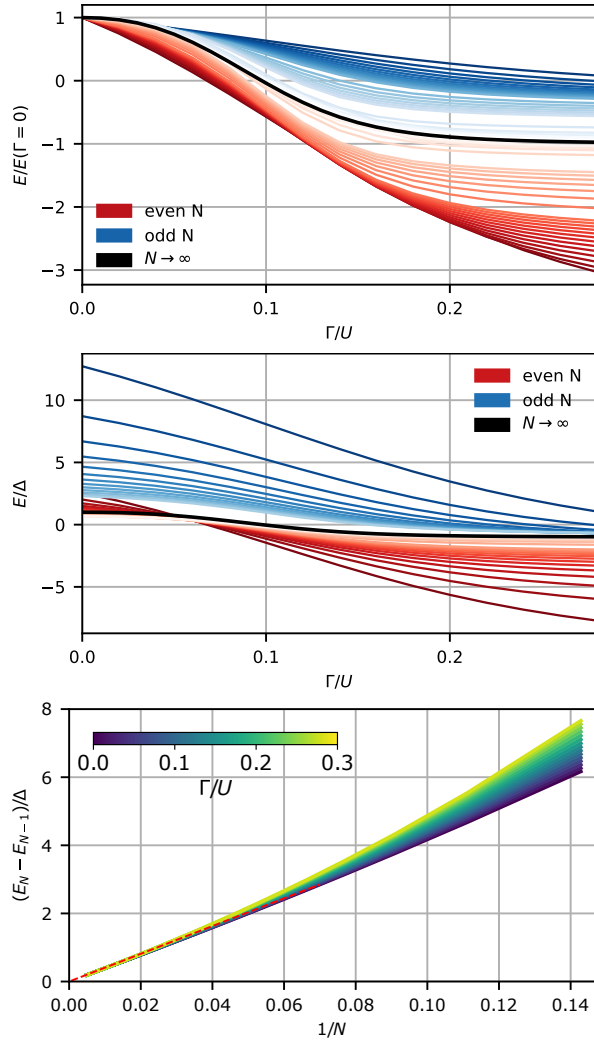 1
0
−1
−2
−3
E/E(Γ = 0)
even N
odd N
N → ∞
0.0
0.1
0.2
Γ/U
10
5
0
−5
E/Δ
even N
odd N
N → ∞
0.0
0.1
0.2
Γ/U
8
6
4
2
0
(E_N − E_{N−1})/Δ
0.0
0.1
0.2
0.3
Γ/U
0.00
0.02
0.04
0.06
0.08
0.10
0.12
0.14
1/N